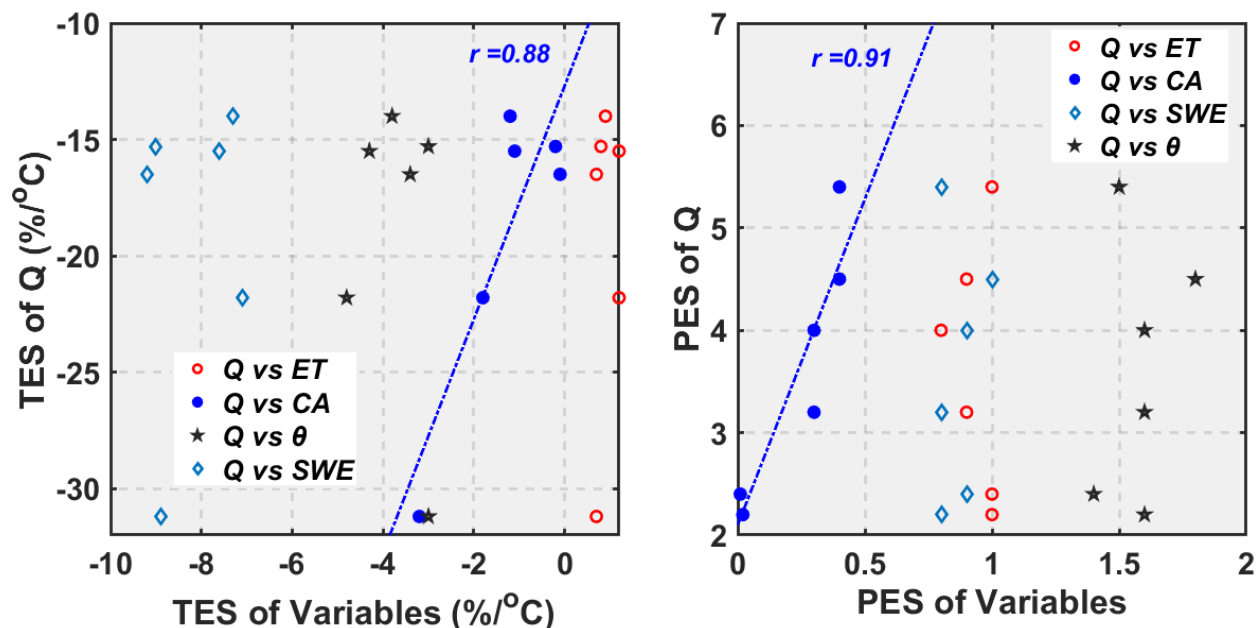 -10
-15
-20
-25
-30
TES of Q (%/°C)
r =0.88
Q vs ET
Q vs CA
Q vs θ
Q vs SWE
-10
-8
-6
-4
-2
0
TES of Variables (%/°C)
7
6
5
4
3
2
PES of Q
r =0.91
Q vs ET
Q vs CA
Q vs SWE
Q vs θ
0
0.5
1
1.5
2
PES of Variables